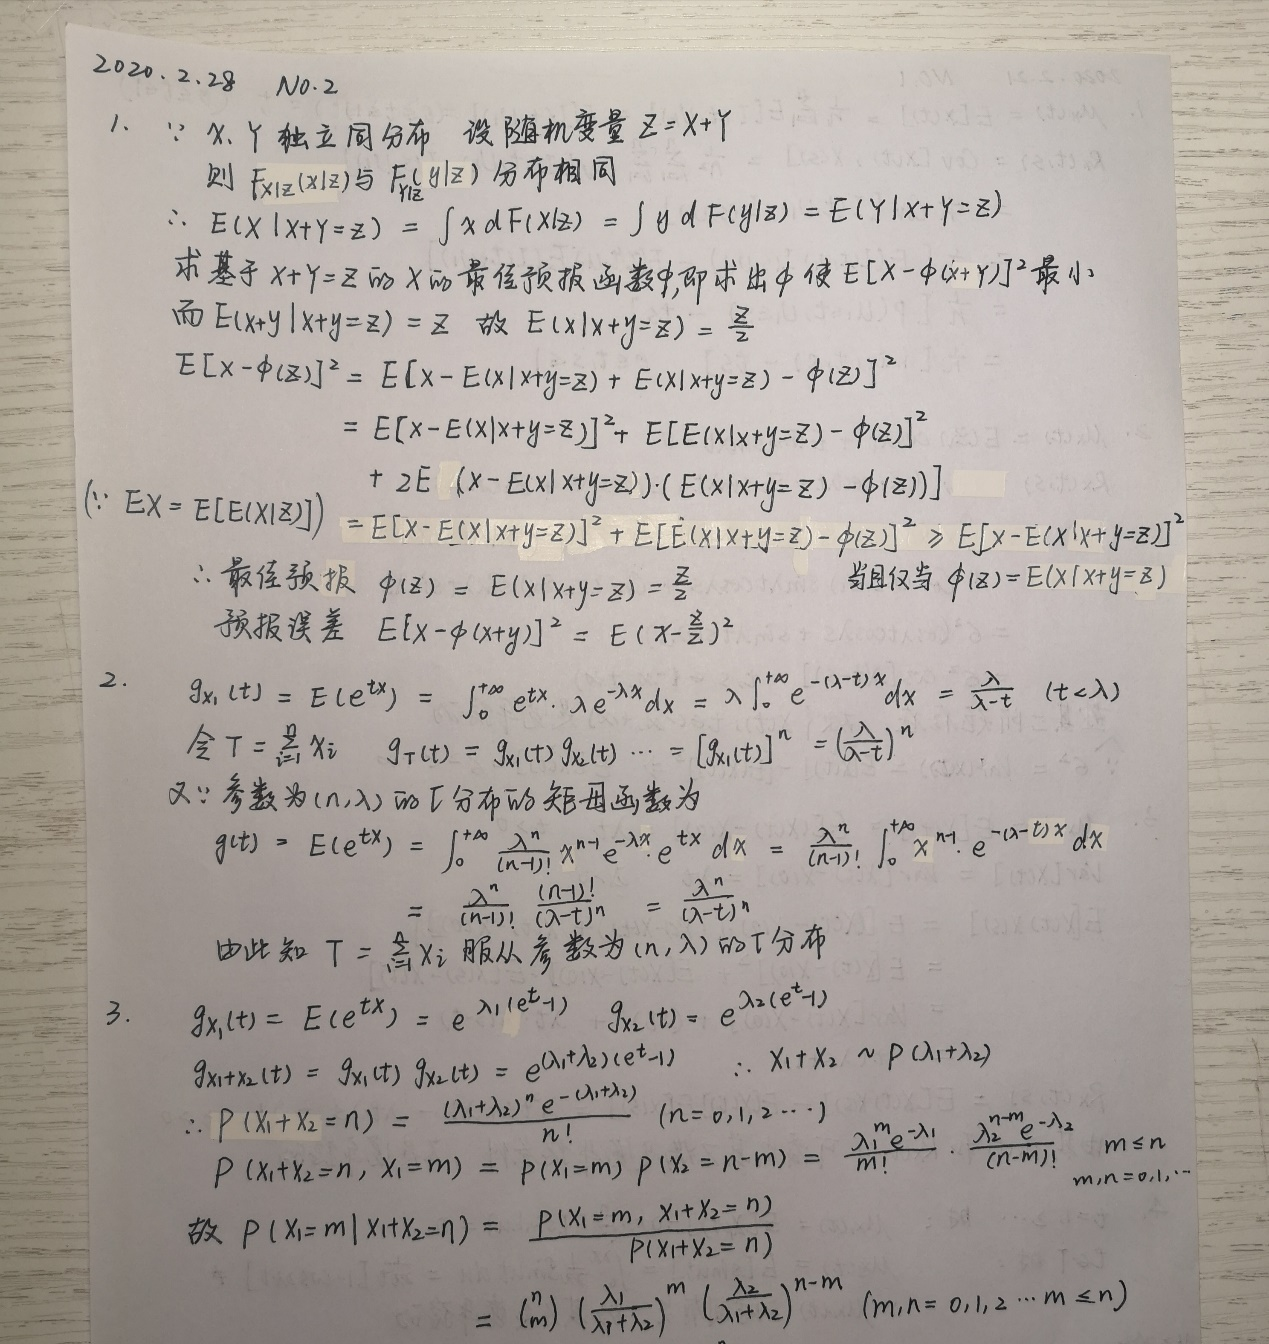 2020.2.28 No.2
1. ∵ X、Y 独立同分布 设随机变量 Z=X+Y
则 F_{X|Z}(x|z)与 F_{Y|Z}(y|z) 分布相同
∴ E(X|X+Y=z) = ∫ x d F(x|z) = ∫ y d F(y|z) = E(Y|X+Y=z)
求基于 X+Y=Z 的 X 的最佳预报函数φ,即求出φ使 E[X-φ(X+Y)]² 最小
而 E(X+Y|X+Y=z) = z 故 E(X|X+Y=z) = z/2
E[X-φ(z)]² = E[X-E(X|X+Y=z) + E(X|X+Y=z) - φ(z)]²
= E[X-E(X|X+Y=z)]² + E[E(X|X+Y=z) - φ(z)]²
+ 2E (X-E(X|X+Y=z))·(E(X|X+Y=z) - φ(z))]
(∵ EX = E[E(X|Z)]) = E[X-E(X|X+Y=z)]² + E[E(X|X+Y=z) - φ(z)]² ≥ E[X-E(X|X+Y=z)]²
∴ 最佳预报 φ(z) = E(X|X+Y=z) = z/2 当且仅当 φ(z)=E(X|X+Y=z)
预报误差 E[X-φ(X+Y)]² = E(X-z/2)²
2. g_{X₁}(t) = E(e^{tX}) = ∫₀^{+∞} e^{tx}·λe^{-λx}dx = λ∫₀^{+∞} e^{-(λ-t)x}dx = λ/(λ-t) (t<λ)
令 T = Σ_{i=1}^n X_i g_T(t) = g_{X₁}(t) g_{X₂}(t) … = [g_{X₁}(t)]^n = (λ/(λ-t))^n
又∵ 参数为(n,λ)的Γ分布的矩母函数为
g(t) = E(e^{tX}) = ∫₀^{+∞} λ^n/(n-1)! x^{n-1} e^{-λx}·e^{tx} dx = λ^n/(n-1)! ∫₀^{+∞} x^{n-1}·e^{-(λ-t)x} dx
= λ^n/(n-1)! (n-1)!/(λ-t)^n = λ^n/(λ-t)^n
由此知 T = Σ_{i=1}^n X_i 服从参数为(n,λ)的Γ分布
3. g_{X₁}(t) = E(e^{tX}) = e^{λ₁(e^t-1)} g_{X₂}(t) = e^{λ₂(e^t-1)}
g_{X₁+X₂}(t) = g_{X₁}(t) g_{X₂}(t) = e^{(λ₁+λ₂)(e^t-1)} ∴ X₁+X₂ ~ P(λ₁+λ₂)
∴ P(X₁+X₂=n) = (λ₁+λ₂)^n e^{-(λ₁+λ₂)}/n! (n=0,1,2…)
P(X₁+X₂=n, X₁=m) = P(X₁=m) P(X₂=n-m) = λ₁^m e^{-λ₁}/m! · λ₂^{n-m} e^{-λ₂}/(n-m)! m≤n
m,n=0,1,…
故 P(X₁=m|X₁+X₂=n) = P(X₁=m, X₁+X₂=n)/P(X₁+X₂=n)
= (n m) (λ₁/(λ₁+λ₂))^m (λ₂/(λ₁+λ₂))^{n-m} (m,n=0,1,2…m≤n)